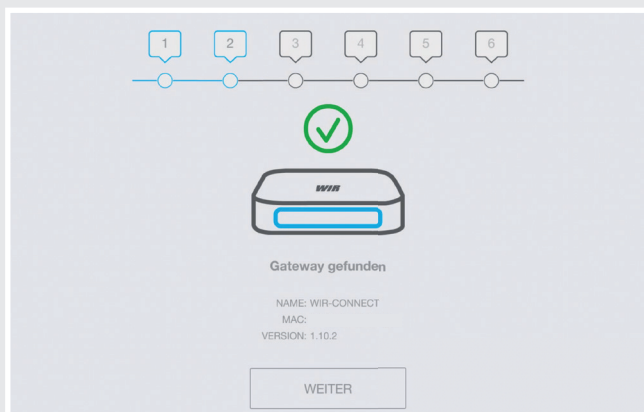 1 2 3 4 5 6
WIR
Gateway gefunden
NAME: WIR-CONNECT
MAC:
VERSION: 1.10.2
WEITER